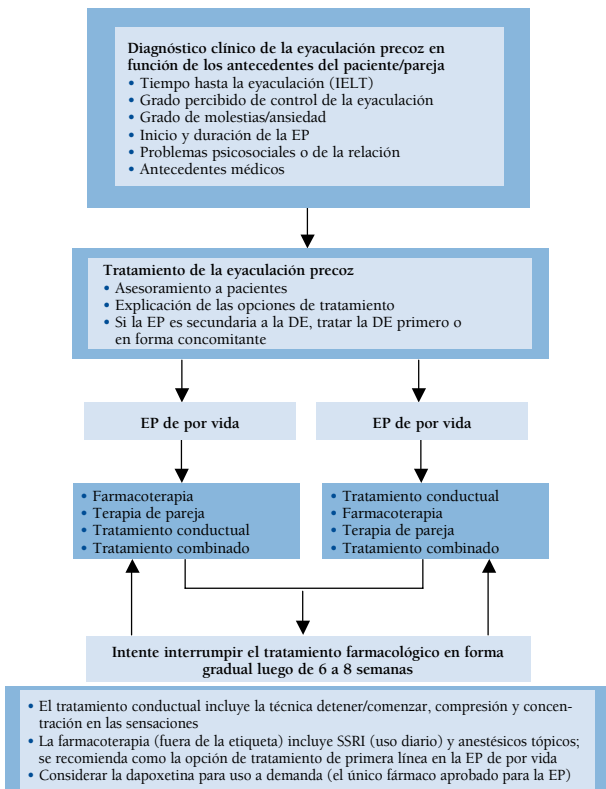 Diagnóstico clínico de la eyaculación precoz en
función de los antecedentes del paciente/pareja
• Tiempo hasta la eyaculación (IELT)
• Grado percibido de control de la eyaculación
• Grado de molestias/ansiedad
• Inicio y duración de la EP
• Problemas psicosociales o de la relación
• Antecedentes médicos
Tratamiento de la eyaculación precoz
• Asesoramiento a pacientes
• Explicación de las opciones de tratamiento
• Si la EP es secundaria a la DE, tratar la DE primero o
en forma concomitante
EP de por vida
EP de por vida
• Farmacoterapia
• Terapia de pareja
• Tratamiento conductual
• Tratamiento combinado
• Tratamiento conductual
• Farmacoterapia
• Terapia de pareja
• Tratamiento combinado
Intente interrumpir el tratamiento farmacológico en forma
gradual luego de 6 a 8 semanas
• El tratamiento conductual incluye la técnica detener/comenzar, compresión y concen-
tración en las sensaciones
• La farmacoterapia (fuera de la etiqueta) incluye SSRI (uso diario) y anestésicos tópicos;
se recomienda como la opción de tratamiento de primera línea en la EP de por vida
• Considerar la dapoxetina para uso a demanda (el único fármaco aprobado para la EP)